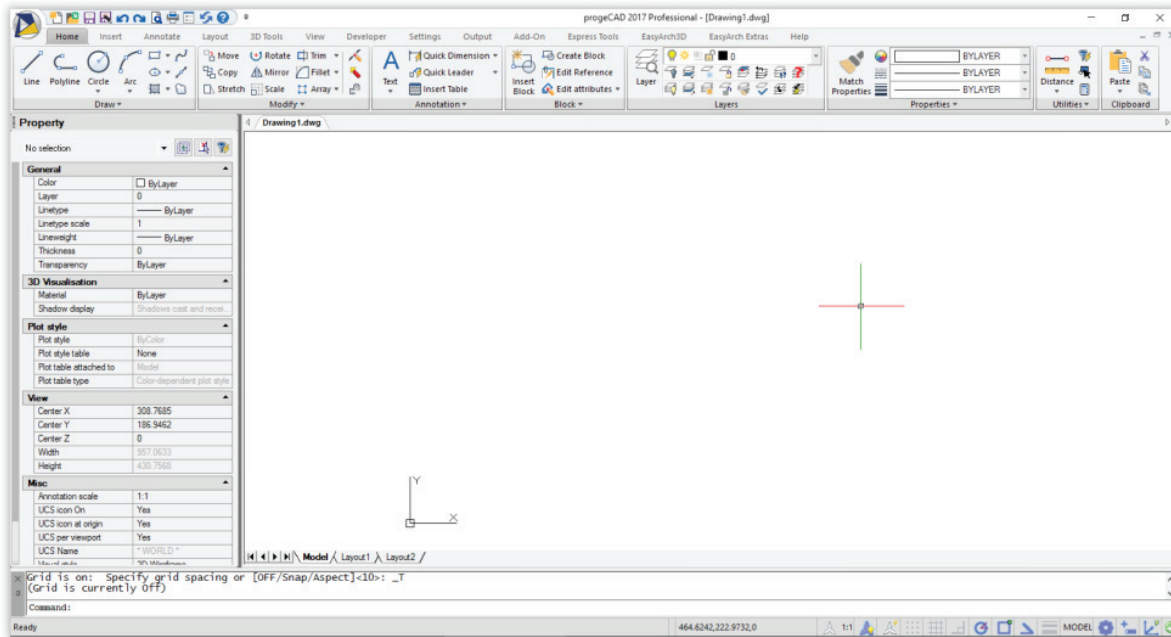 progeCAD 2017 Professional - [Drawing1.dwg]
Home Insert Annotate Layout 3D Tools View Developer Settings Output Add-On Express Tools EasyArch3D EasyArch Extras Help
Line Polyline Circle Arc
Move Rotate Trim
Copy Mirror Fillet
Stretch Scale Array
Text
Quick Dimension
Quick Leader
Insert Table
Insert Block
Create Block
Edit Reference
Edit attributes
Layer
0
Match Properties
BYLAYER
BYLAYER
BYLAYER
Distance
Paste
Draw Modify Annotation Block Layers Properties Utilities Clipboard
Property
Drawing1.dwg
No selection
General
Color ByLayer
Layer 0
Linetype ByLayer
Linetype scale 1
Lineweight ByLayer
Thickness 0
Transparency ByLayer
3D Visualisation
Material ByLayer
Shadow display Shadows cast and recei...
Plot style
Plot style ByColor
Plot style table None
Plot table attached to Model
Plot table type Color-dependent plot style
View
Center X 308.7685
Center Y 186.9462
Center Z 0
Width 957.0633
Height 430.7568
Misc
Annotation scale 1:1
UCS icon On Yes
UCS icon at origin Yes
UCS per viewport Yes
UCS Name * WORLD *
Visual style 2D Wireframe
Y
X
Model Layout1 Layout2
Grid is on: Specify grid spacing or [OFF/Snap/Aspect]<10>: _T
(Grid is currently Off)
Command:
Ready 464.6242,222.9732,0 1:1 MODEL